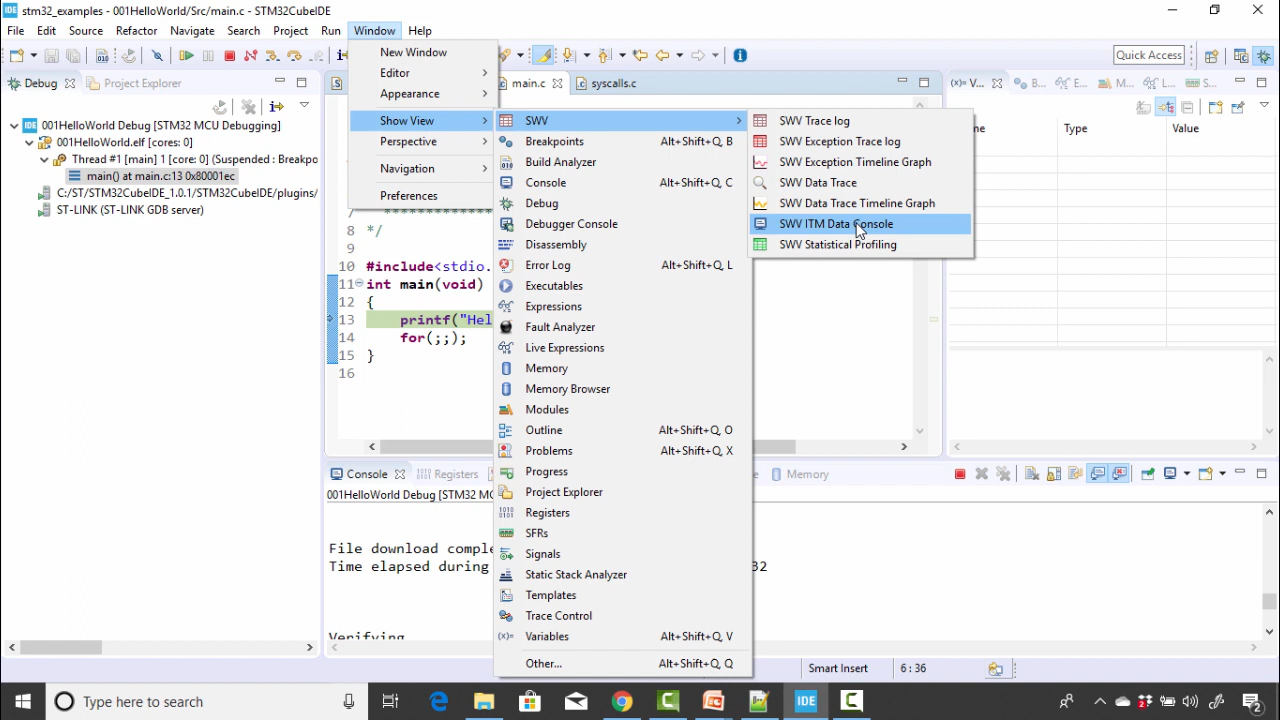 IDE stm32_examples - 001HelloWorld/Src/main.c - STM32CubeIDE
File Edit Source Refactor Navigate Search Project Run Window Help
Quick Access
Debug Project Explorer
001HelloWorld Debug [STM32 MCU Debugging]
001HelloWorld.elf [cores: 0]
Thread #1 [main] 1 [core: 0] (Suspended : Breakpo
main() at main.c:13 0x80001ec
C:/ST/STM32CubeIDE_1.0.1/STM32CubeIDE/plugins/
ST-LINK (ST-LINK GDB server)
New Window
Editor
Appearance
Show View
Perspective
Navigation
Preferences
main.c syscalls.c
SWV
Breakpoints Alt+Shift+Q, B
Build Analyzer
Console Alt+Shift+Q, C
Debug
Debugger Console
Disassembly
Error Log Alt+Shift+Q, L
Executables
Expressions
Fault Analyzer
Live Expressions
Memory
Memory Browser
Modules
Outline Alt+Shift+Q, O
Problems Alt+Shift+Q, X
Progress
Project Explorer
Registers
SFRs
Signals
Static Stack Analyzer
Templates
Trace Control
Variables Alt+Shift+Q, V
Other... Alt+Shift+Q, Q
SWV Trace log
SWV Exception Trace log
SWV Exception Timeline Graph
SWV Data Trace
SWV Data Trace Timeline Graph
SWV ITM Data Console
SWV Statistical Profiling
(x)= V... B... E... M... L... S...
me Type Value
8 */
10 #include<stdio.
11 int main(void)
12 {
13 printf("Hel
14 for(;;);
15 }
16
Console Registers Memory
001HelloWorld Debug [STM32 MC
File download comple
Time elapsed during 32
Verifying
Smart Insert 6 : 36
Type here to search
IDE
2